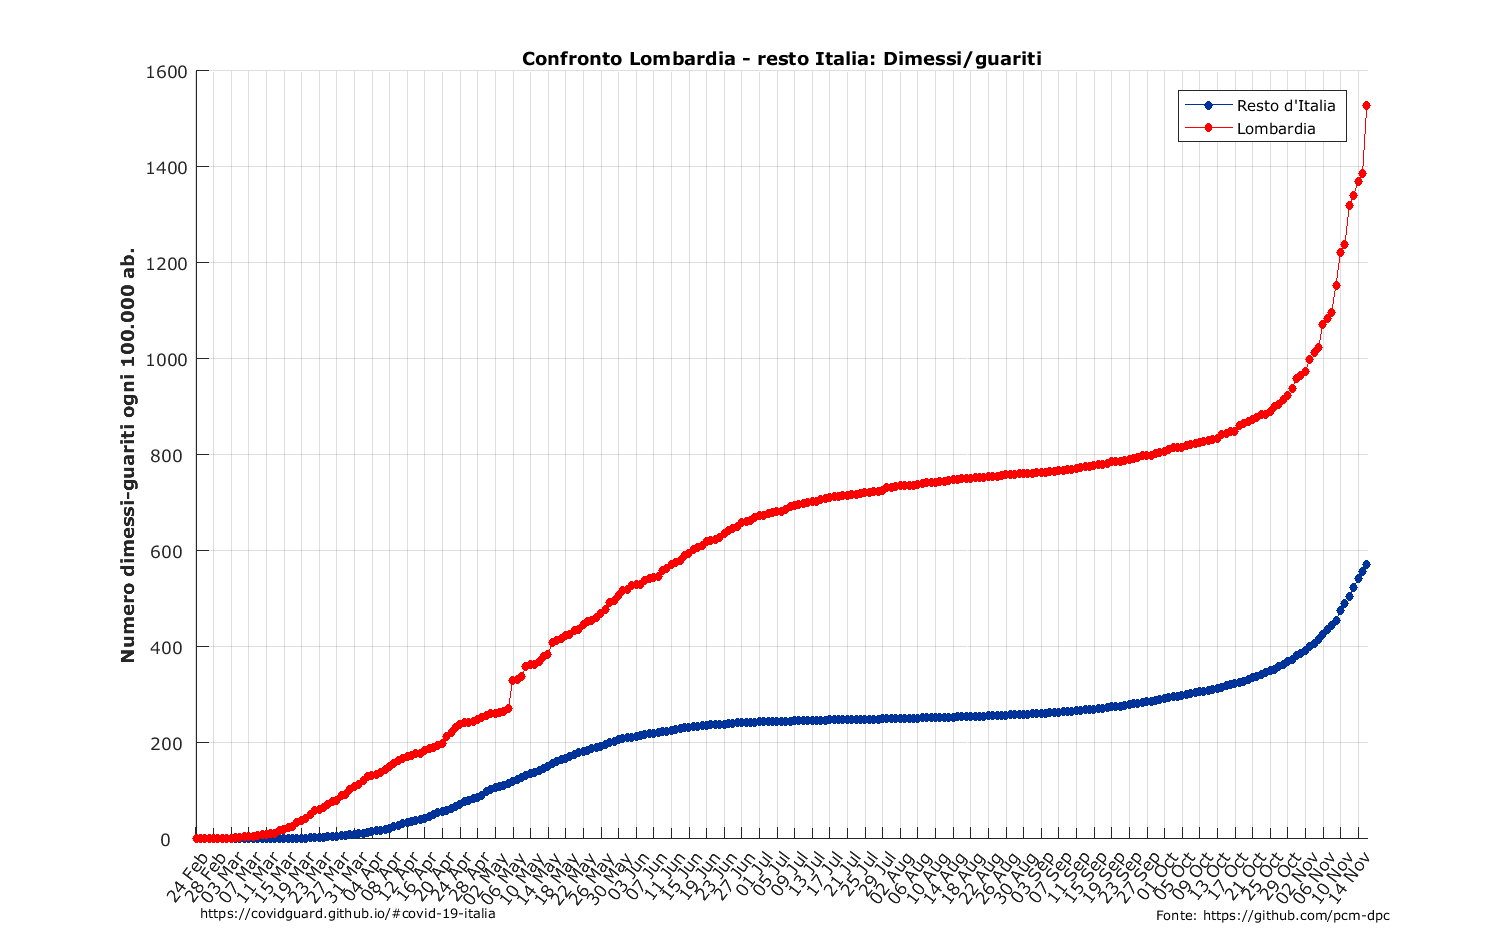 Confronto Lombardia - resto Italia: Dimessi/guariti
Resto d'Italia
Lombardia
Numero dimessi-guariti ogni 100.000 ab.
1600
1400
1200
1000
800
600
400
200
0
24 Feb
28 Feb
03 Mar
07 Mar
11 Mar
15 Mar
19 Mar
23 Mar
27 Mar
31 Mar
04 Apr
08 Apr
12 Apr
16 Apr
20 Apr
24 Apr
28 Apr
02 May
06 May
10 May
14 May
18 May
22 May
26 May
30 May
03 Jun
07 Jun
11 Jun
15 Jun
19 Jun
23 Jun
27 Jun
01 Jul
05 Jul
09 Jul
13 Jul
17 Jul
21 Jul
25 Jul
29 Jul
02 Aug
06 Aug
10 Aug
14 Aug
18 Aug
22 Aug
26 Aug
30 Aug
03 Sep
07 Sep
11 Sep
15 Sep
19 Sep
23 Sep
27 Sep
01 Oct
05 Oct
09 Oct
13 Oct
17 Oct
21 Oct
25 Oct
29 Oct
02 Nov
06 Nov
10 Nov
14 Nov
https://covidguard.github.io/#covid-19-italia
Fonte: https://github.com/pcm-dpc